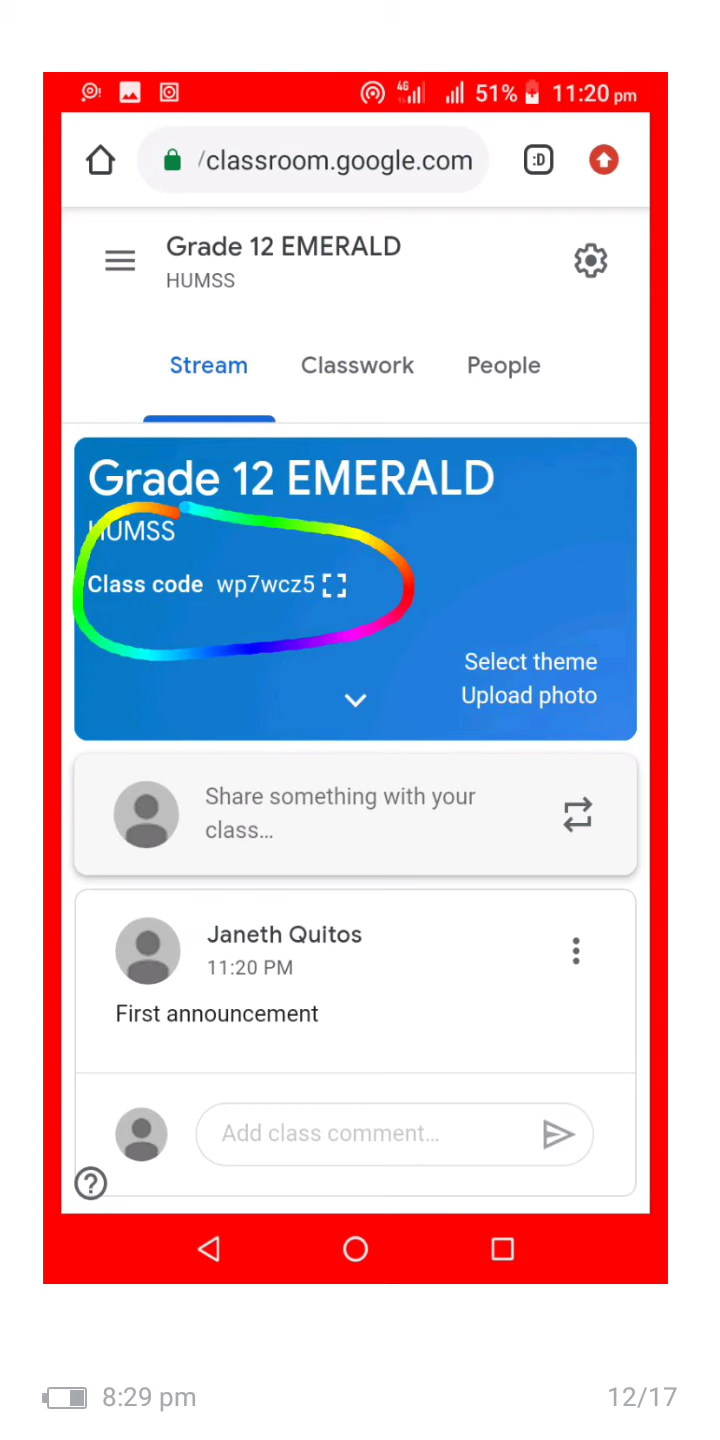 4G 51% 11:20 pm
/classroom.google.com :D
Grade 12 EMERALD
HUMSS
Stream Classwork People
Grade 12 EMERALD
HUMSS
Class code wp7wcz5
Select theme
Upload photo
Share something with your
class...
Janeth Quitos
11:20 PM
First announcement
Add class comment...
8:29 pm 12/17